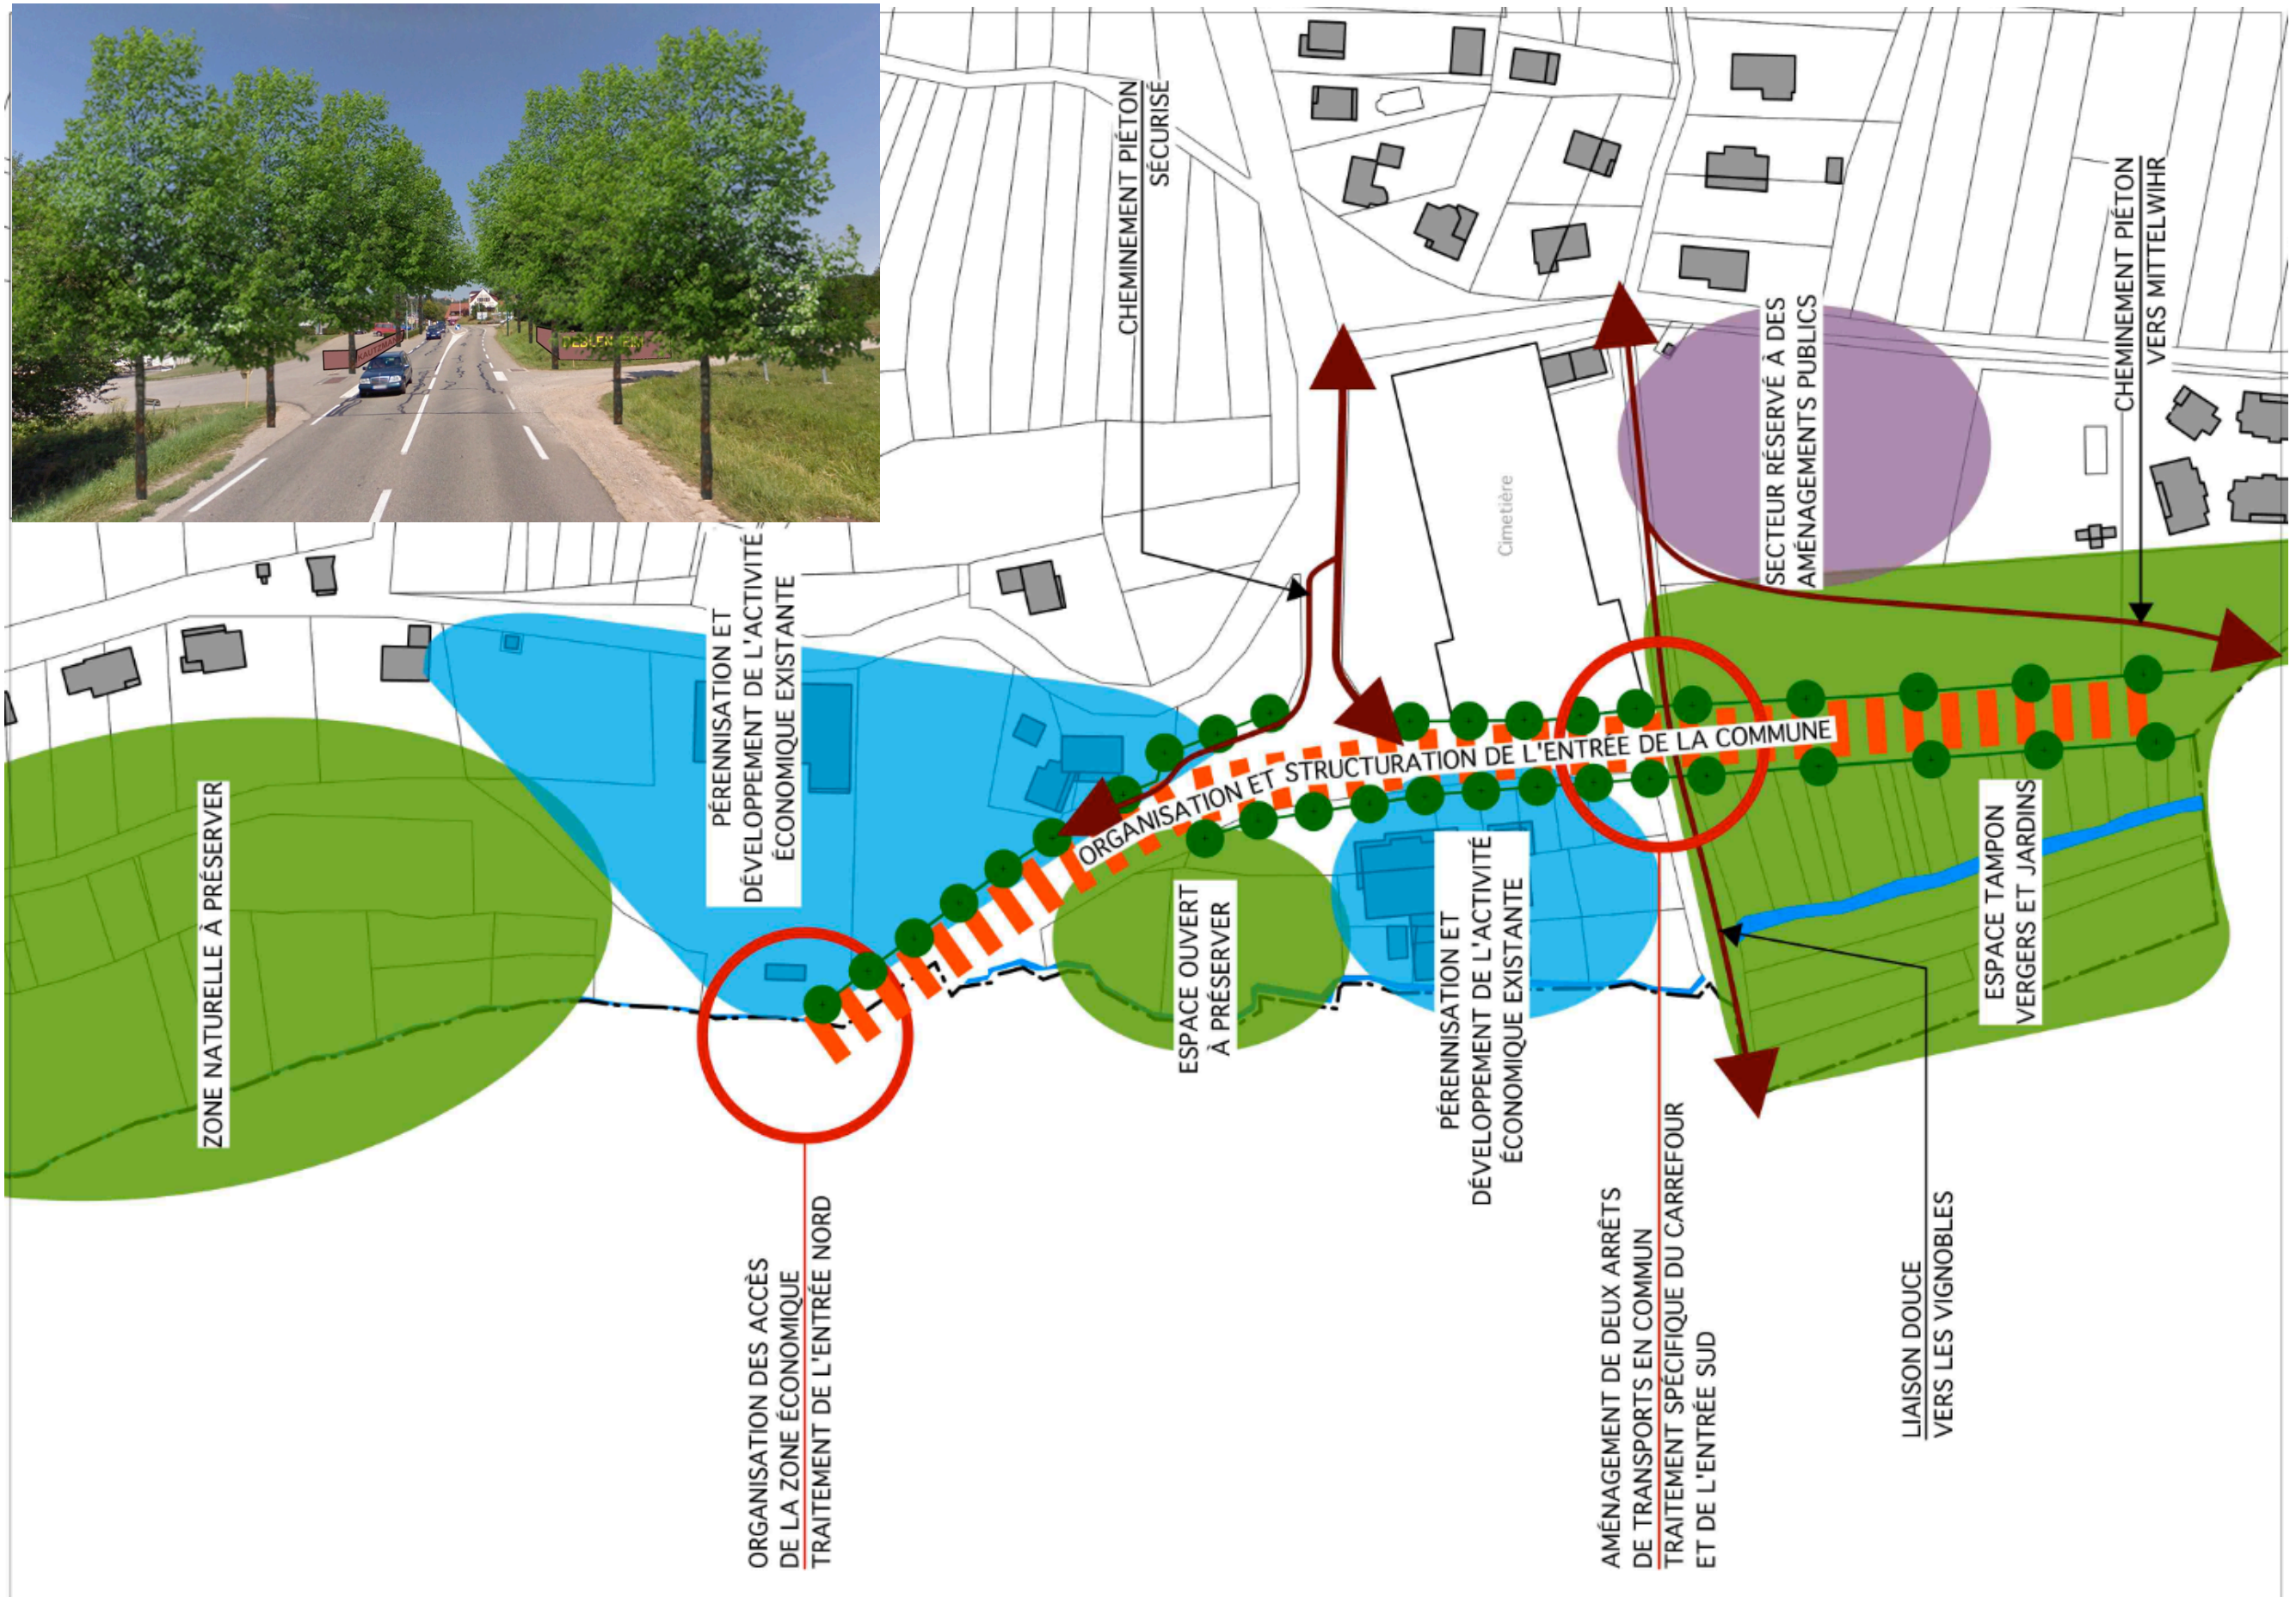 KAUTZMANN
CHEMINEMENT PIÉTON
SÉCURISÉ
CHEMINEMENT PIÉTON
VERS MITTELWIHR
SECTEUR RÉSERVÉ À DES
AMÉNAGEMENTS PUBLICS
Cimetière
PÉRENNISATION ET
DÉVELOPPEMENT DE L'ACTIVITÉ
ÉCONOMIQUE EXISTANTE
ZONE NATURELLE À PRÉSERVER
ORGANISATION ET STRUCTURATION DE L'ENTRÉE DE LA COMMUNE
ESPACE OUVERT
À PRÉSERVER
PÉRENNISATION ET
DÉVELOPPEMENT DE L'ACTIVITÉ
ÉCONOMIQUE EXISTANTE
ESPACE TAMPON
VERGERS ET JARDINS
ORGANISATION DES ACCÈS
DE LA ZONE ÉCONOMIQUE
TRAITEMENT DE L'ENTRÉE NORD
AMÉNAGEMENT DE DEUX ARRÊTS
DE TRANSPORTS EN COMMUN
TRAITEMENT SPÉCIFIQUE DU CARREFOUR
ET DE L'ENTRÉE SUD
LIAISON DOUCE
VERS LES VIGNOBLES